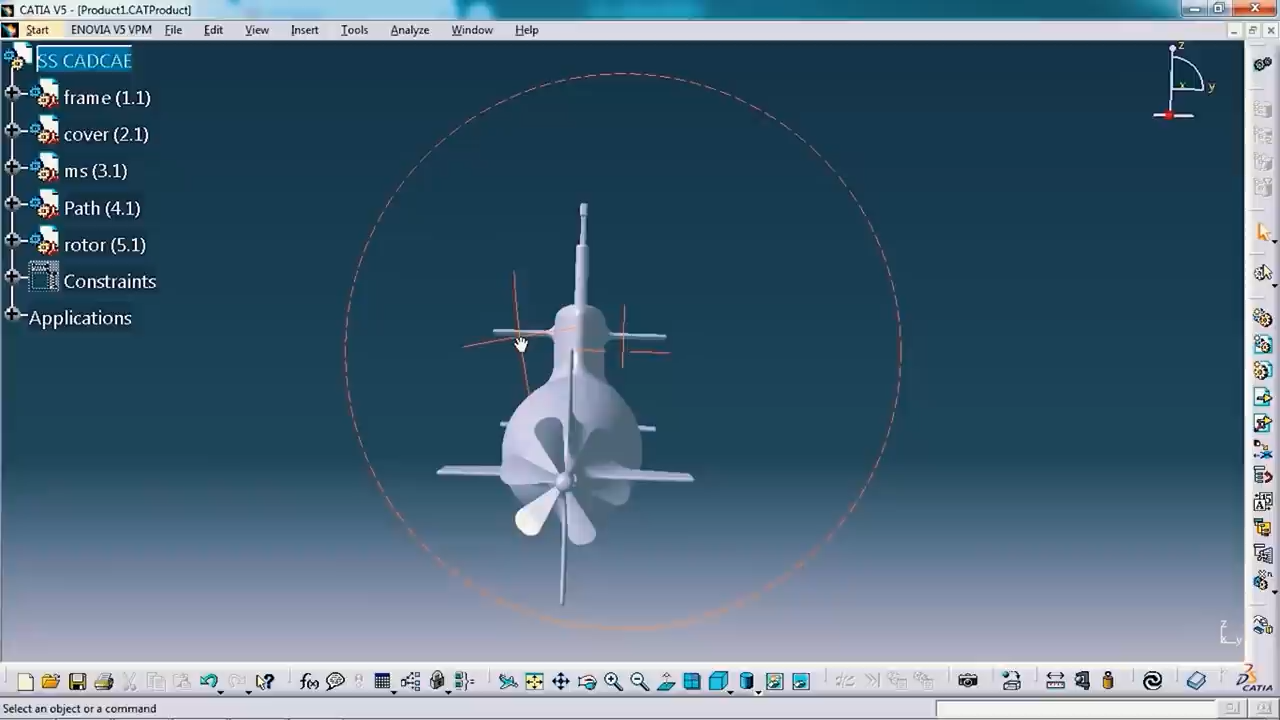 CATIA V5 - [Product1.CATProduct]
Start ENOVIA V5 VPM File Edit View Insert Tools Analyze Window Help
SS CADCAE
frame (1.1)
cover (2.1)
ms (3.1)
Path (4.1)
rotor (5.1)
Constraints
Applications
z
x
y
z
x y
f(x)
CATIA
Select an object or a command